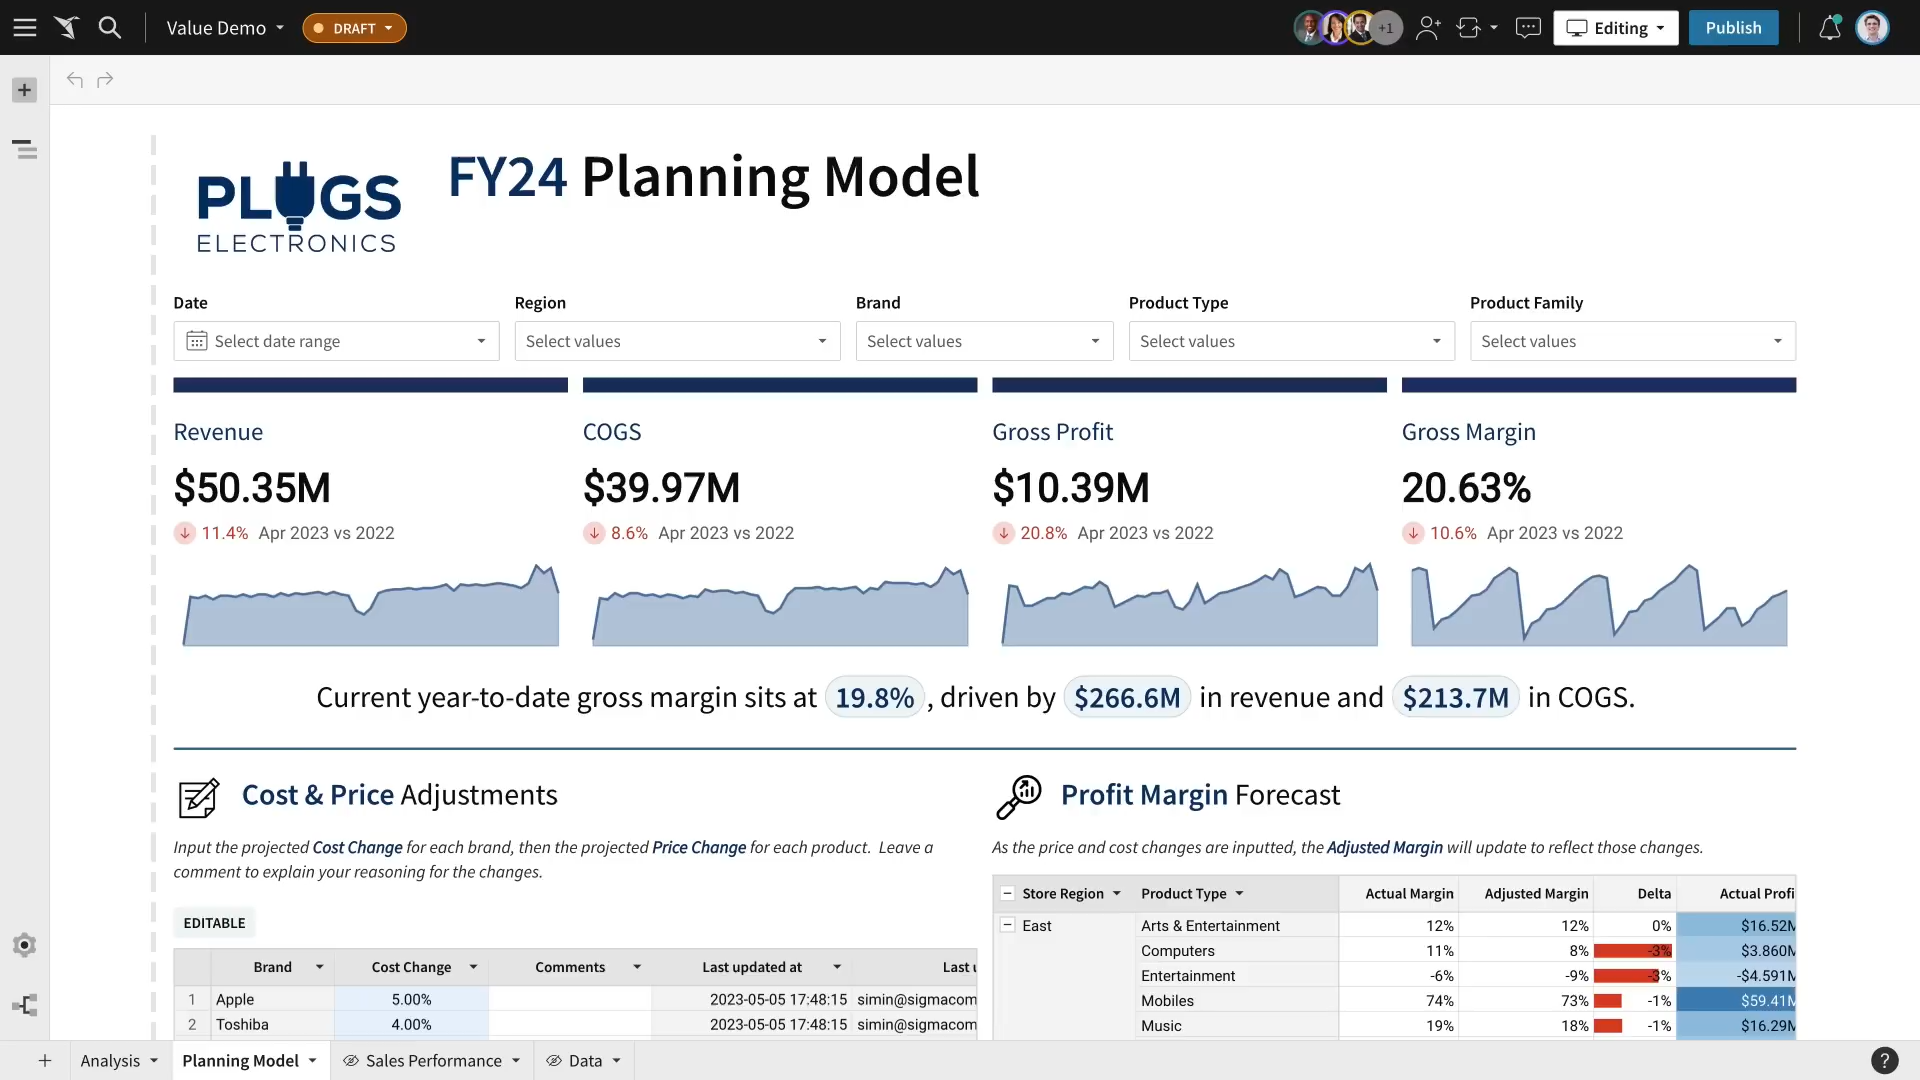 Value Demo
DRAFT
+1
Editing
Publish
PLUGS
ELECTRONICS
FY24 Planning Model
Date Region Brand Product Type Product Family
Select date range Select values Select values Select values Select values
Revenue COGS Gross Profit Gross Margin
$50.35M $39.97M $10.39M 20.63%
11.4% Apr 2023 vs 2022 8.6% Apr 2023 vs 2022 20.8% Apr 2023 vs 2022 10.6% Apr 2023 vs 2022
Current year-to-date gross margin sits at 19.8% , driven by $266.6M in revenue and $213.7M in COGS.
Cost & Price Adjustments
Input the projected Cost Change for each brand, then the projected Price Change for each product. Leave a
comment to explain your reasoning for the changes.
EDITABLE
Brand Cost Change Comments Last updated at Last u
1 Apple 5.00% 2023-05-05 17:48:15 simin@sigmacom
2 Toshiba 4.00% 2023-05-05 17:48:15 simin@sigmacom
Profit Margin Forecast
As the price and cost changes are inputted, the Adjusted Margin will update to reflect those changes.
Store Region Product Type Actual Margin Adjusted Margin Delta Actual Profi
East Arts & Entertainment 12% 12% 0% $16.52M
Computers 11% 8% -3% $3.860M
Entertainment -6% -9% -3% -$4.591M
Mobiles 74% 73% -1% $59.41M
Music 19% 18% -1% $16.29M
Analysis Planning Model Sales Performance Data
?